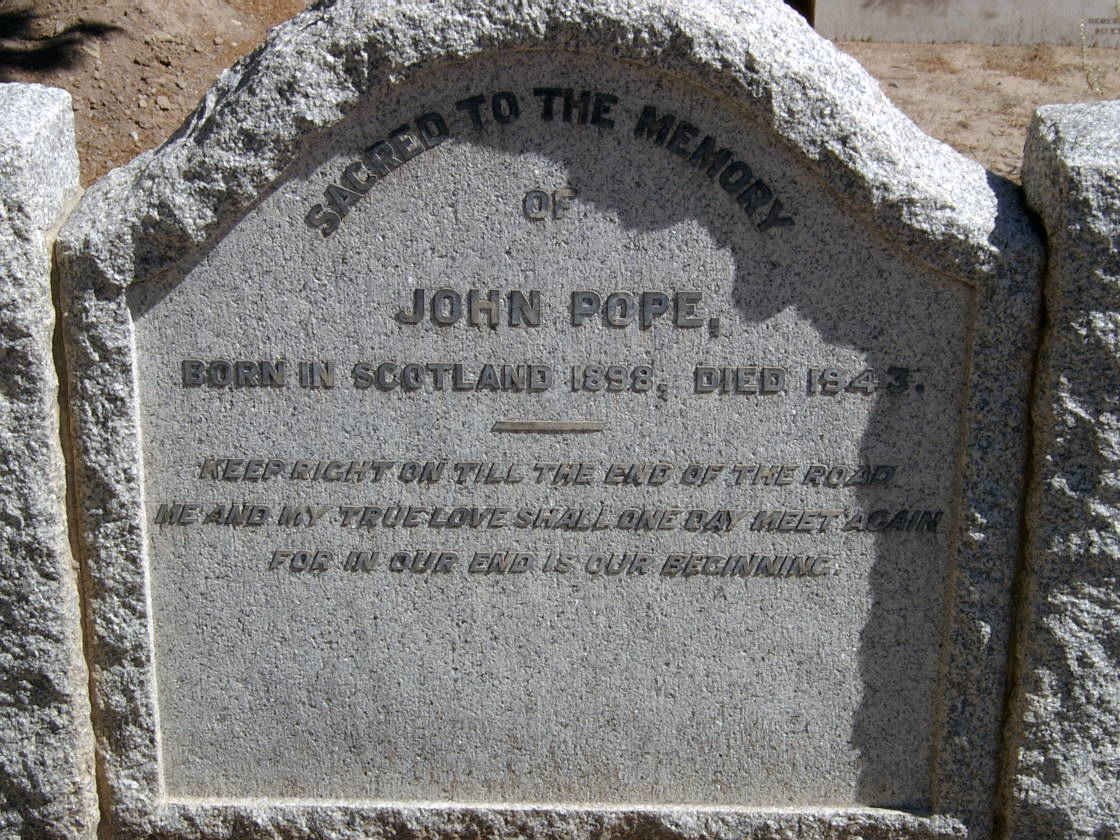 SACRED TO THE MEMORY
OF
JOHN POPE,
BORN IN SCOTLAND 1898, DIED 1943.
KEEP RIGHT ON TILL THE END OF THE ROAD
ME AND MY TRUE LOVE SHALL ONE DAY MEET AGAIN
FOR IN OUR END IS OUR BEGINNING.